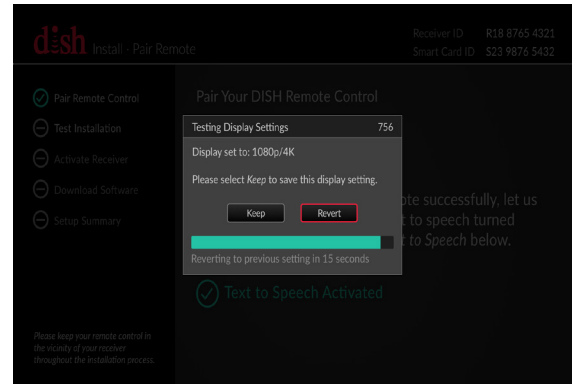 dish Install - Pair Remote
Receiver ID R18 8765 4321
Smart Card ID S23 9876 5432
Pair Remote Control
Test Installation
Activate Receiver
Download Software
Setup Summary
Please keep your remote control in
the vicinity of your receiver
throughout the installation process.
Pair Your DISH Remote Control
Testing Display Settings 756
Display set to: 1080p/4K
Please select Keep to save this display setting.
Keep Revert
Reverting to previous setting in 15 seconds
successfully, let us
to speech turned
to Speech below.
Text to Speech Activated